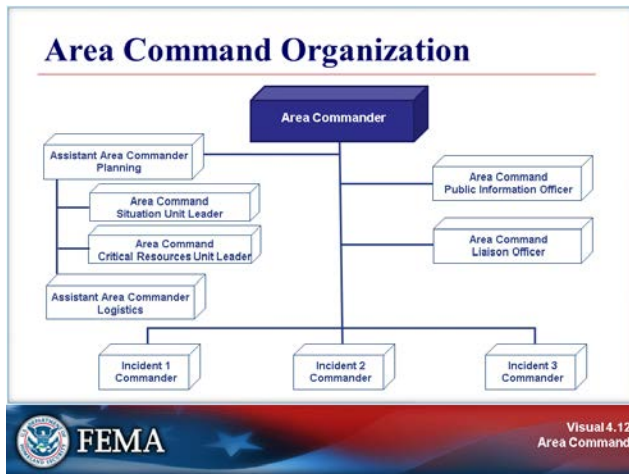 Area Command Organization
Area Commander
Assistant Area Commander
Planning
Area Command
Situation Unit Leader
Area Command
Critical Resources Unit Leader
Assistant Area Commander
Logistics
Area Command
Public Information Officer
Area Command
Liaison Officer
Incident 1
Commander
Incident 2
Commander
Incident 3
Commander
FEMA
Visual 4.12
Area Command